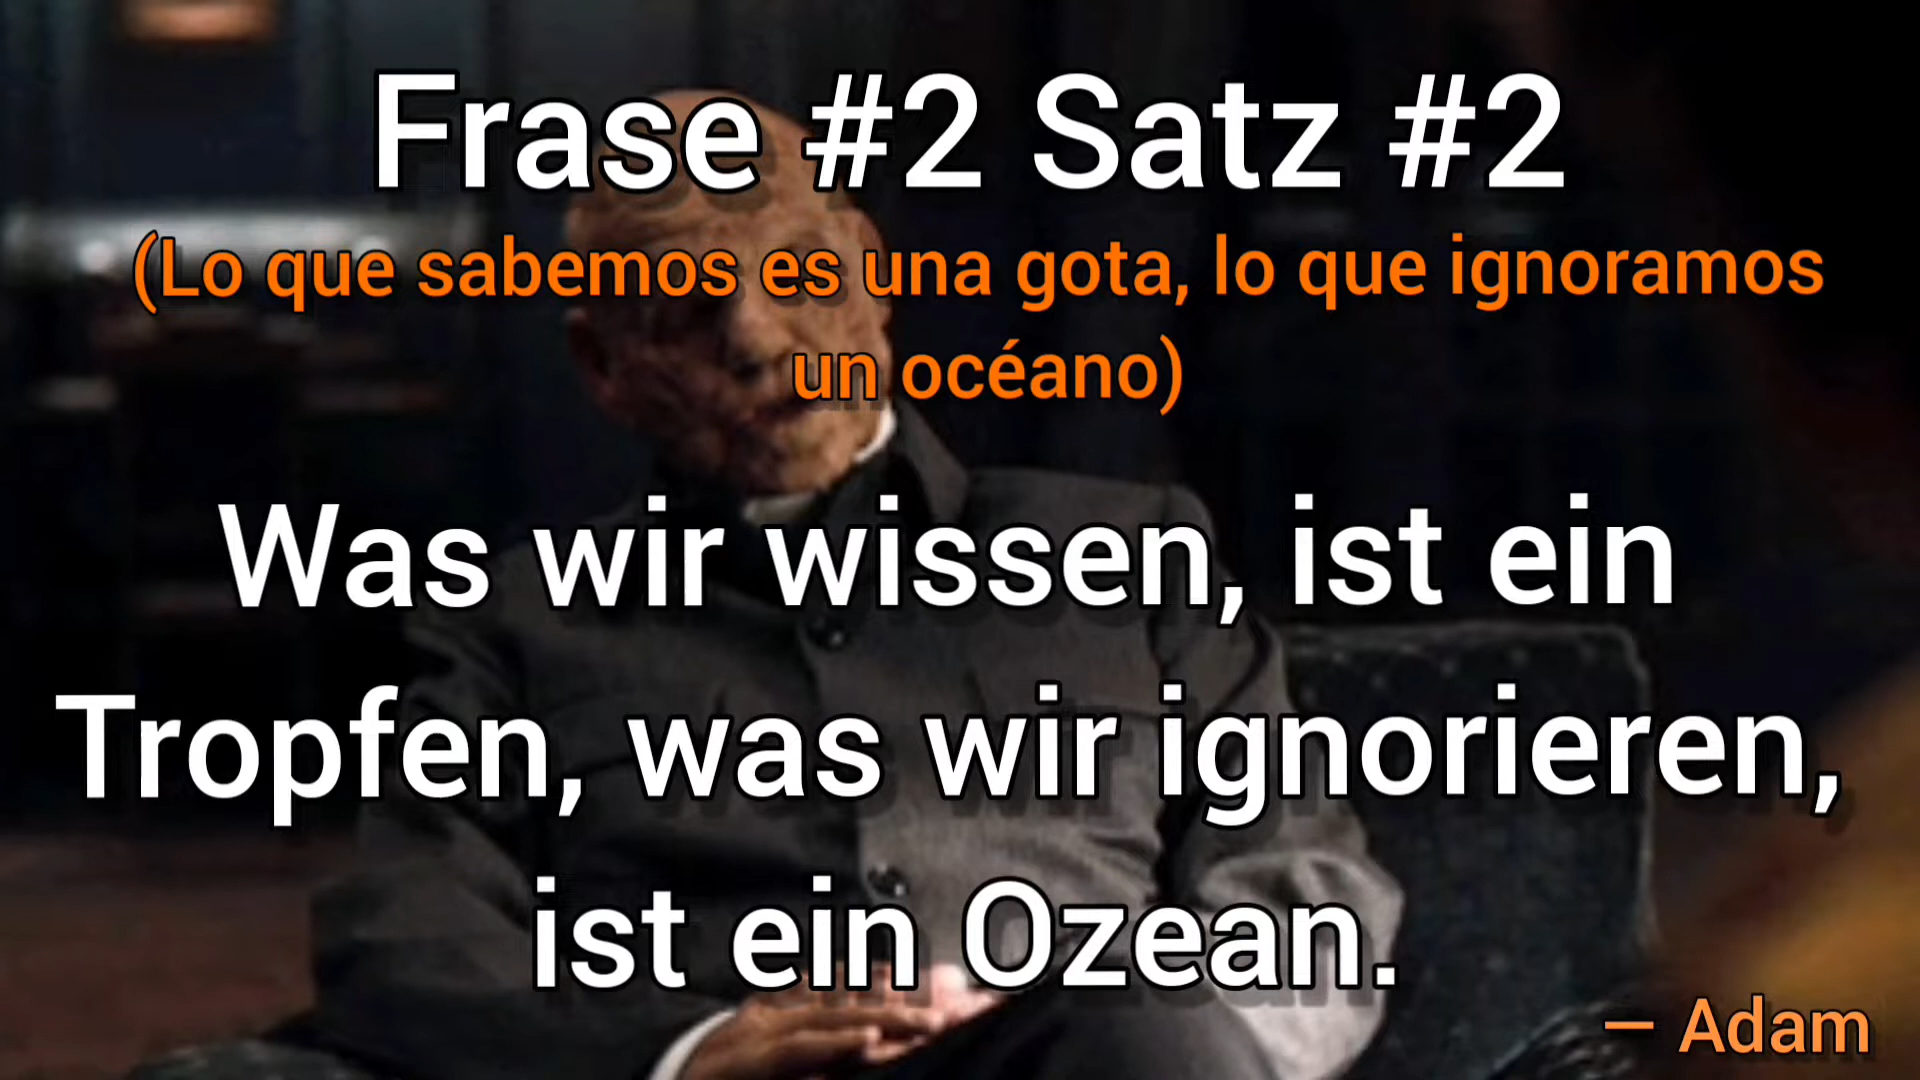 Frase #2 Satz #2
(Lo que sabemos es una gota, lo que ignoramos
un océano)
Was wir wissen, ist ein
Tropfen, was wir ignorieren,
ist ein Ozean.
— Adam